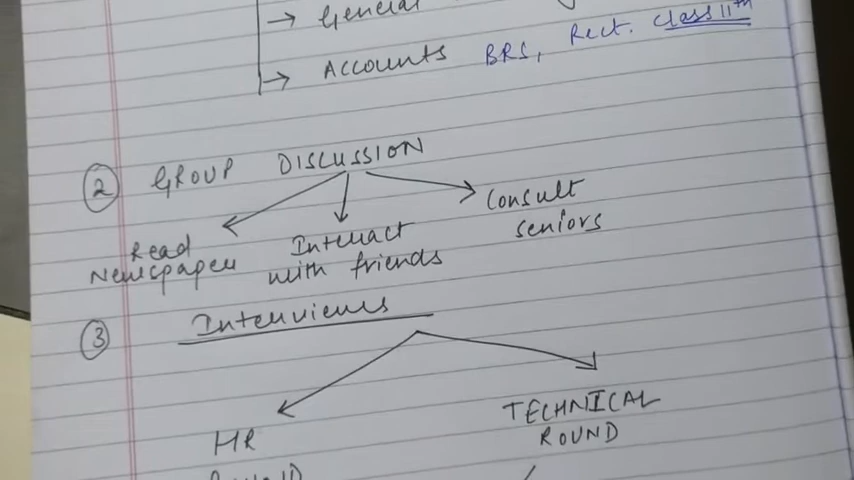 → General
→ Accounts BRS, Rect. Class 11th
② GROUP DISCUSSION
Read Newspaper
Interact with friends
Consult seniors
③ Interviews
HR
TECHNICAL ROUND